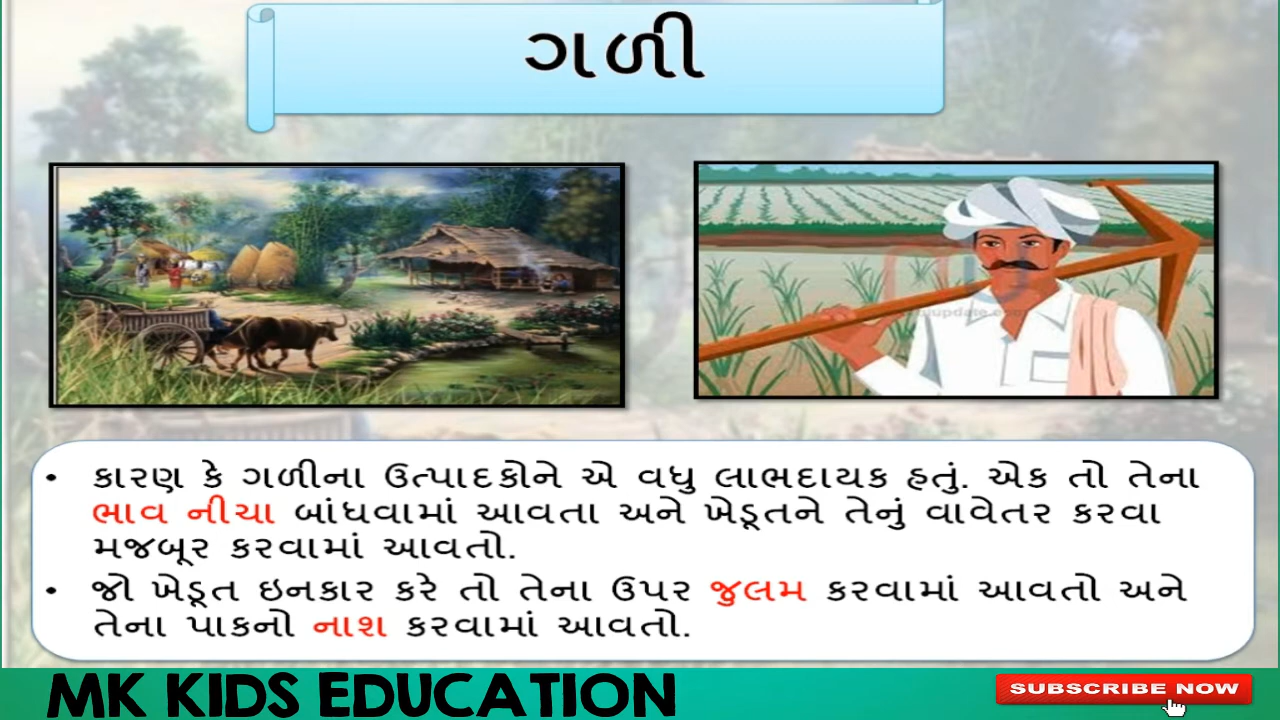 ગળી
• કારણ કે ગળીના ઉત્પાદકોને એ વધુ લાભદાયક હતું. એક તો તેના
ભાવ નીચા બાંધવામાં આવતા અને ખેડૂતને તેનું વાવેતર કરવા
મજબૂર કરવામાં આવતો.
• જો ખેડૂત ઇનકાર કરે તો તેના ઉપર જુલમ કરવામાં આવતો અને
તેના પાકનો નાશ કરવામાં આવતો.
MK KIDS EDUCATION
SUBSCRIBE NOW